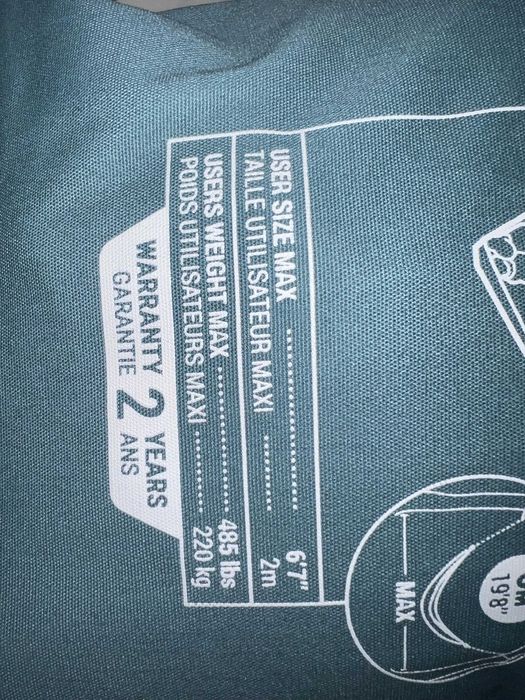 USER SIZE MAX .............. 6'7"
TAILLE UTILISATEUR MAXI .......... 2m
USERS WEIGHT MAX .................. 485 lbs
POIDS UTILISATEURS MAXI .......... 220 kg
WARRANTY 2 YEARS
GARANTIE ANS
19'8"
MAX